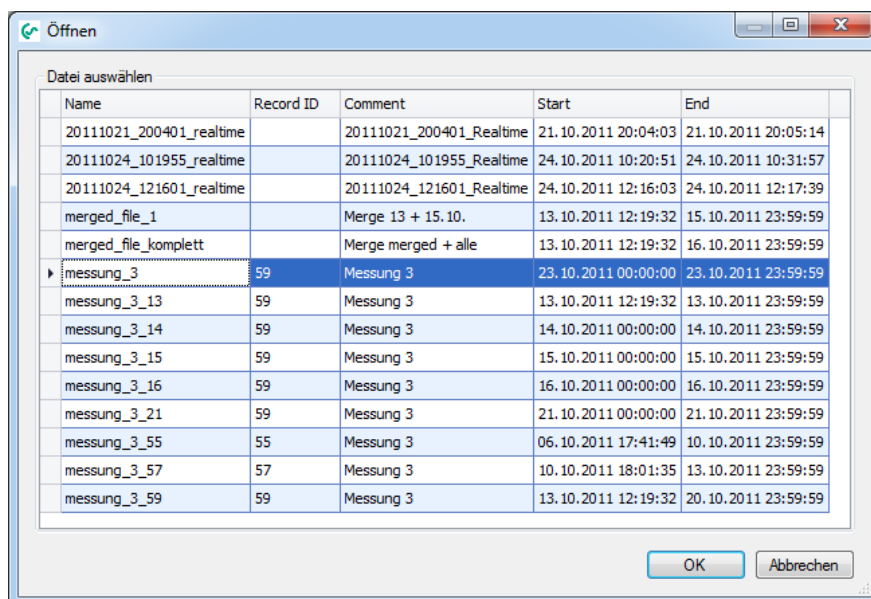 Öffnen
Datei auswählen
Name Record ID Comment Start End
20111021_200401_realtime 20111021_200401_Realtime 21.10.2011 20:04:03 21.10.2011 20:05:14
20111024_101955_realtime 20111024_101955_Realtime 24.10.2011 10:20:51 24.10.2011 10:31:57
20111024_121601_realtime 20111024_121601_Realtime 24.10.2011 12:16:03 24.10.2011 12:17:39
merged_file_1 Merge 13 + 15.10. 13.10.2011 12:19:32 15.10.2011 23:59:59
merged_file_komplett Merge merged + alle 13.10.2011 12:19:32 16.10.2011 23:59:59
messung_3 59 Messung 3 23.10.2011 00:00:00 23.10.2011 23:59:59
messung_3_13 59 Messung 3 13.10.2011 12:19:32 13.10.2011 23:59:59
messung_3_14 59 Messung 3 14.10.2011 00:00:00 14.10.2011 23:59:59
messung_3_15 59 Messung 3 15.10.2011 00:00:00 15.10.2011 23:59:59
messung_3_16 59 Messung 3 16.10.2011 00:00:00 16.10.2011 23:59:59
messung_3_21 59 Messung 3 21.10.2011 00:00:00 21.10.2011 23:59:59
messung_3_55 55 Messung 3 06.10.2011 17:41:49 10.10.2011 23:59:59
messung_3_57 57 Messung 3 10.10.2011 18:01:35 13.10.2011 23:59:59
messung_3_59 59 Messung 3 13.10.2011 12:19:32 20.10.2011 23:59:59
OK Abbrechen